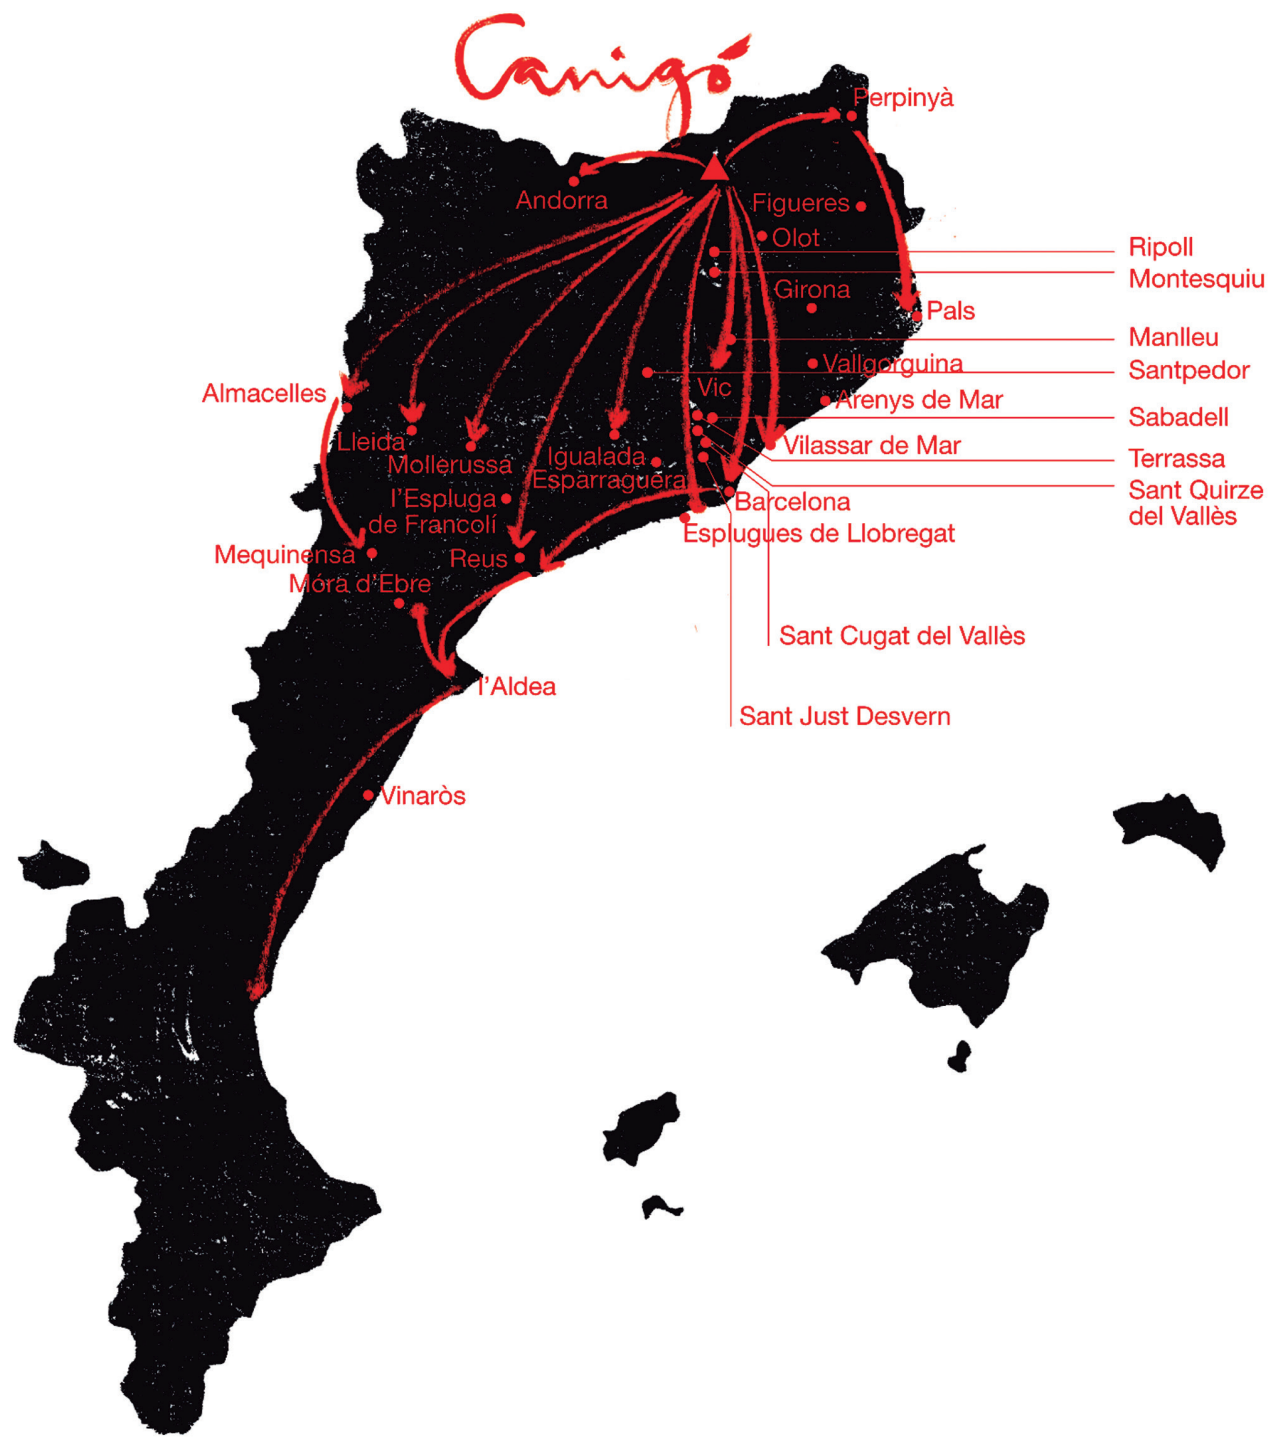 Canigó
Perpinyà
Andorra
Figueres
Olot
Ripoll
Montesquiu
Girona
Pals
Manlleu
Vallgorguina
Santpedor
Vic
Almacelles
Arenys de Mar
Sabadell
Lleida
Vilassar de Mar
Mollerussa
Igualada
Terrassa
Esparraguera
Sant Quirze
del Vallès
l'Espluga
de Francolí
Barcelona
Esplugues de Llobregat
Mequinensa
Reus
Móra d'Ebre
Sant Cugat del Vallès
l'Aldea
Sant Just Desvern
Vinaròs